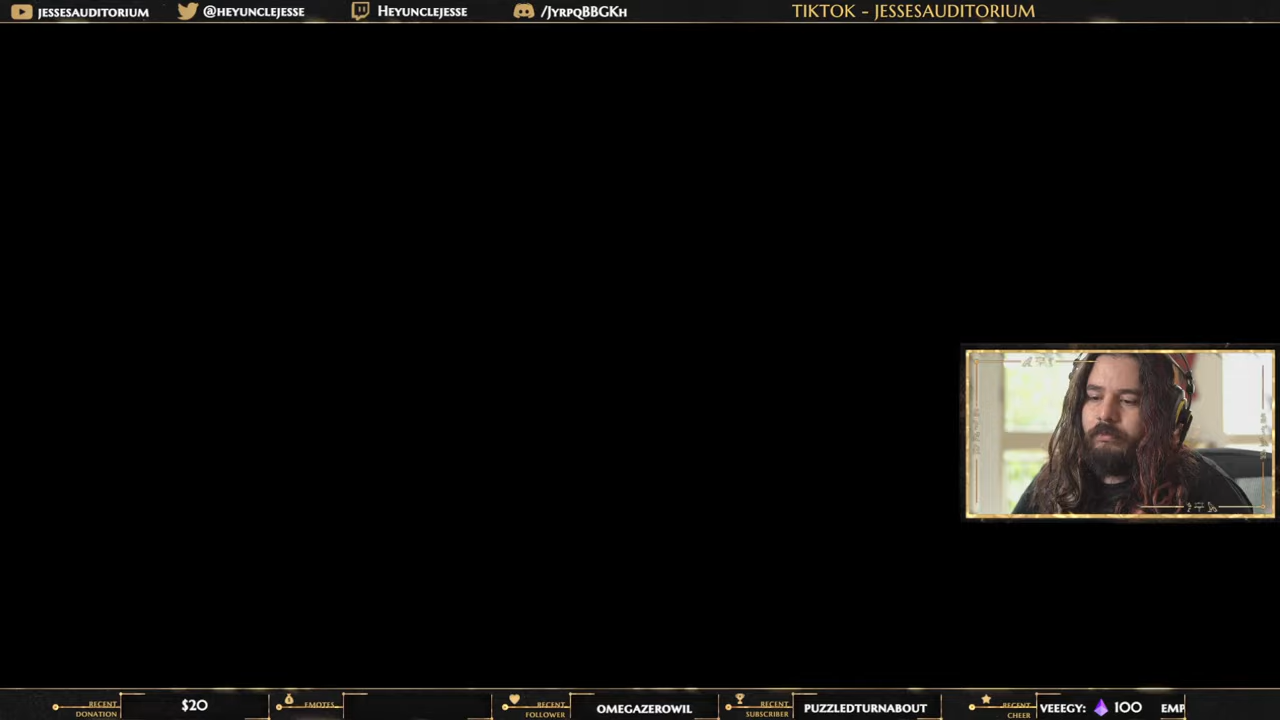 jessesauditorium @heyunclejesse Heyunclejesse /JyrpqBBGKh TIKTOK - JESSESAUDITORIUM
RECENT DONATION $20
EMOTES
RECENT FOLLOWER OMEGAZEROWIL
RECENT SUBSCRIBER PUZZLEDTURNABOUT
RECENT CHEER VEEEGY: 100 EMP